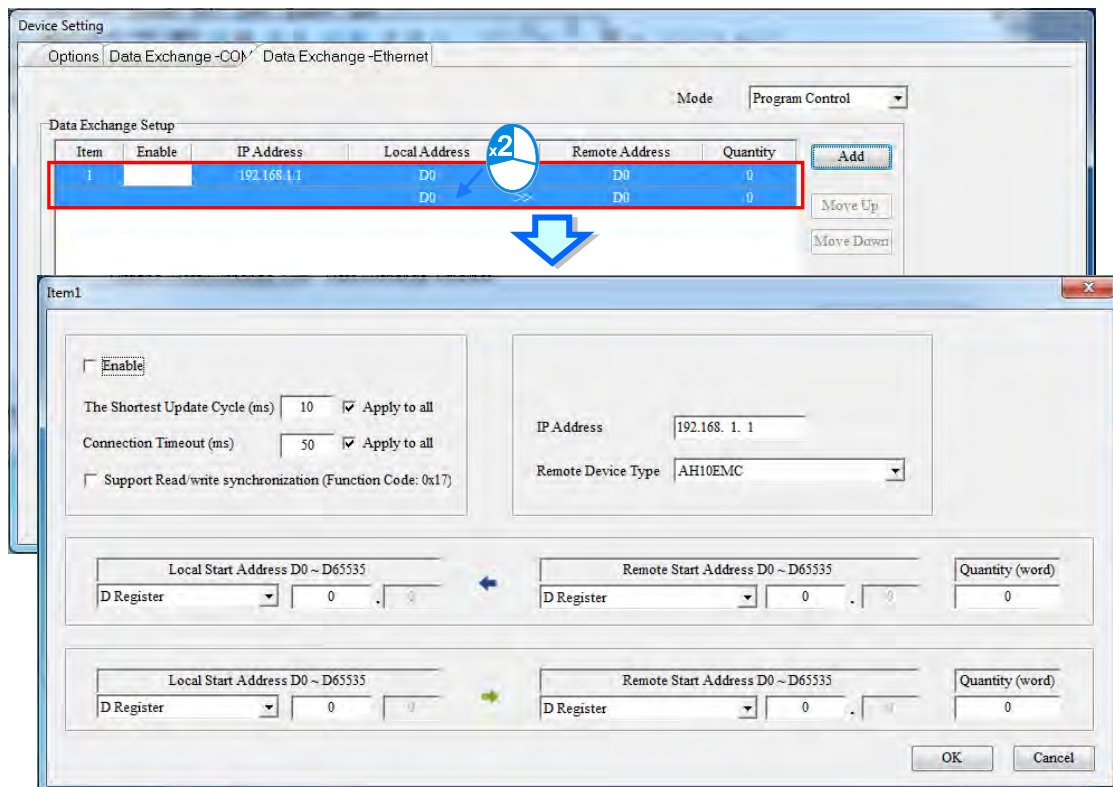 Device Setting
Options Data Exchange -COM Data Exchange -Ethernet
Mode Program Control
Data Exchange Setup
Item Enable IP Address Local Address Remote Address Quantity
x2
Add
1 192.168.1.1 D0 D0 0
D0 >> D0 0
Move Up
Move Down
Item1
Enable
The Shortest Update Cycle (ms) 10 Apply to all
Connection Timeout (ms) 50 Apply to all
Support Read/write synchronization (Function Code: 0x17)
IP Address 192.168. 1. 1
Remote Device Type AH10EMC
Local Start Address D0 ~ D65535 Remote Start Address D0 ~ D65535 Quantity (word)
D Register 0 . 0 D Register 0 . 0 0
Local Start Address D0 ~ D65535 Remote Start Address D0 ~ D65535 Quantity (word)
D Register 0 0 D Register 0 . 0 0
OK Cancel